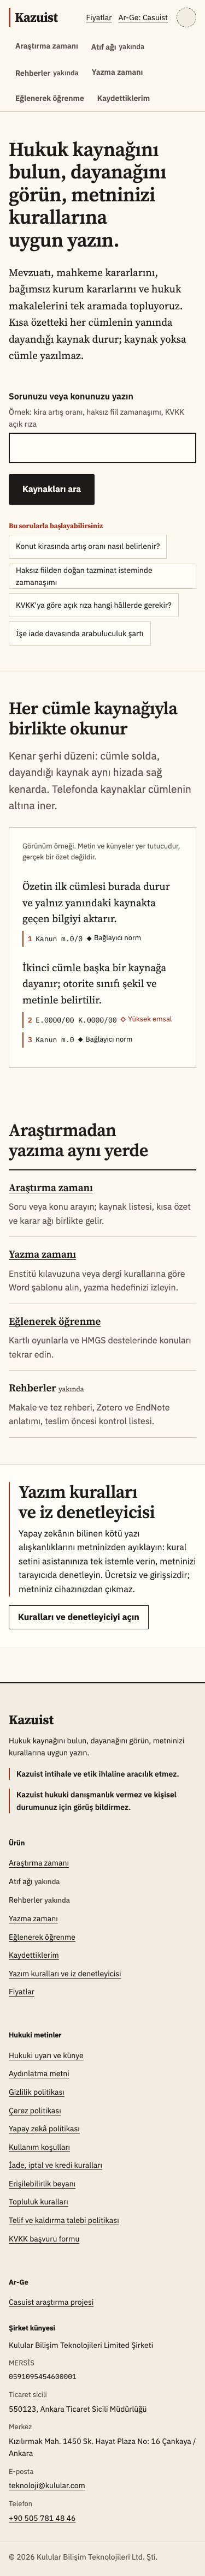 Kazuist
Fiyatlar
Ar-Ge: Casuist
Araştırma zamanı
Atıf ağı yakında
Rehberler yakında
Yazma zamanı
Eğlenerek öğrenme
Kaydettiklerim
Hukuk kaynağını
bulun, dayanağını
görün, metninizi
kurallarına
uygun yazın.
Mevzuatı, mahkeme kararlarını,
bağımsız kurum kararlarını ve hukuk
makalelerini tek aramada topluyoruz.
Kısa özetteki her cümlenin yanında
dayandığı kaynak durur; kaynak yoksa
cümle yazılmaz.
Sorunuzu veya konunuzu yazın
Örnek: kira artış oranı, haksız fiil zamanaşımı, KVKK
açık rıza
Kaynakları ara
Bu sorularla başlayabilirsiniz
Konut kirasında artış oranı nasıl belirlenir?
Haksız fiilden doğan tazminat isteminde
zamanaşımı
KVKK'ya göre açık rıza hangi hâllerde gerekir?
İşe iade davasında arabuluculuk şartı
Her cümle kaynağıyla
birlikte okunur
Kenar şerhi düzeni: cümle solda,
dayandığı kaynak aynı hizada sağ
kenarda. Telefonda kaynaklar cümlenin
altına iner.
Görünüm örneği. Metin ve künyeler yer tutucudur,
gerçek bir özet değildir.
Özetin ilk cümlesi burada durur
ve yalnız yanındaki kaynakta
geçen bilgiyi aktarır.
1 Kanun m.0/0 ◆ Bağlayıcı norm
İkinci cümle başka bir kaynağa
dayanır; otorite sınıfı şekil ve
metinle belirtilir.
2 E.0000/00 K.0000/00 ◇ Yüksek emsal
3 Kanun m.0 ◆ Bağlayıcı norm
Araştırmadan
yazıma aynı yerde
Araştırma zamanı
Soru veya konu arayın; kaynak listesi, kısa özet
ve karar ağı birlikte gelir.
Yazma zamanı
Enstitü kılavuzuna veya dergi kurallarına göre
Word şablonu alın, yazma hedefinizi izleyin.
Eğlenerek öğrenme
Kartlı oyunlarla ve HMGS destelerinde konuları
tekrar edin.
Rehberler yakında
Makale ve tez rehberi, Zotero ve EndNote
anlatımı, teslim öncesi kontrol listesi.
Yazım kuralları
ve iz denetleyicisi
Yapay zekânın bilinen kötü yazı
alışkanlıklarını metninizden ayıklayın: kural
setini asistanınıza tek istemle verin, metninizi
tarayıcıda denetleyin. Ücretsiz ve girişsizdir;
metniniz cihazınızdan çıkmaz.
Kuralları ve denetleyiciyi açın
Kazuist
Hukuk kaynağını bulun, dayanağını görün, metninizi
kurallarına uygun yazın.
Kazuist intihale ve etik ihlaline aracılık etmez.
Kazuist hukuki danışmanlık vermez ve kişisel
durumunuz için görüş bildirmez.
Ürün
Araştırma zamanı
Atıf ağı yakında
Rehberler yakında
Yazma zamanı
Eğlenerek öğrenme
Kaydettiklerim
Yazım kuralları ve iz denetleyicisi
Fiyatlar
Hukuki metinler
Hukuki uyarı ve künye
Aydınlatma metni
Gizlilik politikası
Çerez politikası
Yapay zekâ politikası
Kullanım koşulları
İade, iptal ve kredi kuralları
Erişilebilirlik beyanı
Topluluk kuralları
Telif ve kaldırma talebi politikası
KVKK başvuru formu
Ar-Ge
Casuist araştırma projesi
Şirket künyesi
Kulular Bilişim Teknolojileri Limited Şirketi
MERSİS
0591095454600001
Ticaret sicili
550123, Ankara Ticaret Sicili Müdürlüğü
Merkez
Kızılırmak Mah. 1450 Sk. Hayat Plaza No: 16 Çankaya /
Ankara
E-posta
teknoloji@kulular.com
Telefon
+90 505 781 48 46
© 2026 Kulular Bilişim Teknolojileri Ltd. Şti.